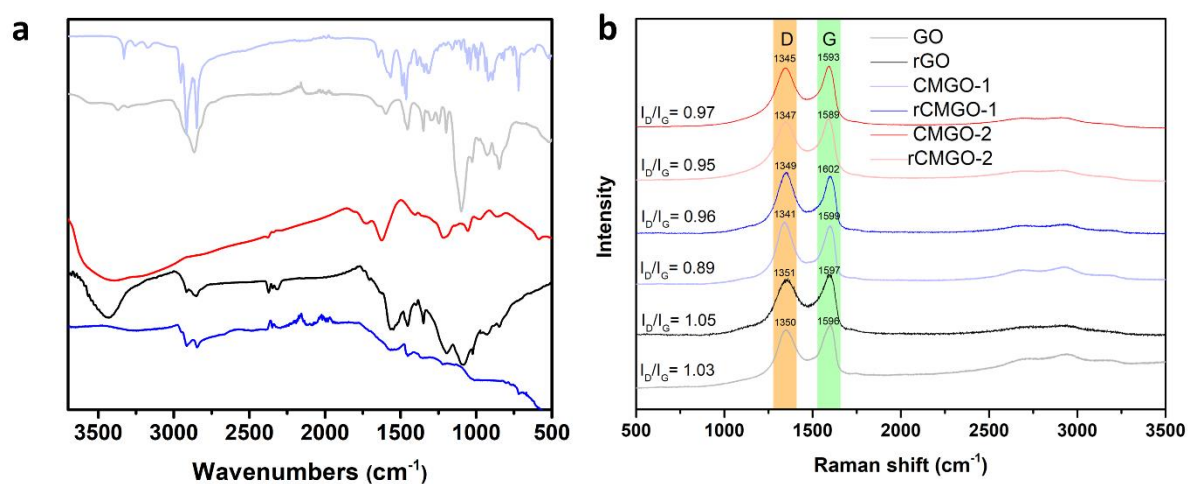 a
3500 3000 2500 2000 1500 1000 500
Wavenumbers (cm⁻¹)
b
D G
1345 1593
1347 1589
1349 1602
1341 1599
1351 1597
1350 1596
I_D/I_G= 0.97
I_D/I_G= 0.95
I_D/I_G= 0.96
I_D/I_G= 0.89
I_D/I_G= 1.05
I_D/I_G= 1.03
GO
rGO
CMGO-1
rCMGO-1
CMGO-2
rCMGO-2
Intensity
500 1000 1500 2000 2500 3000 3500
Raman shift (cm⁻¹)